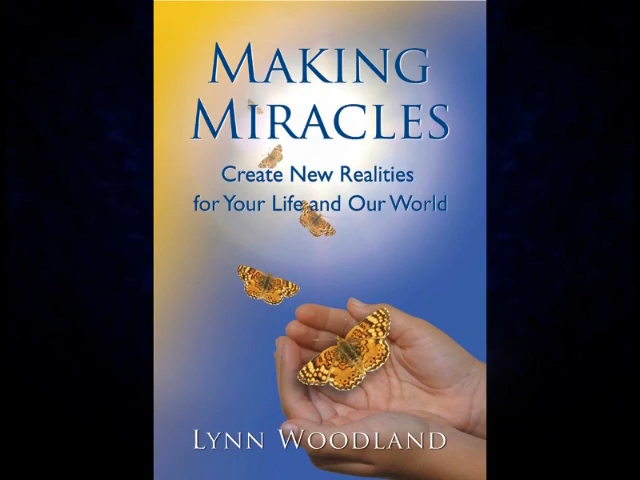 Making
Miracles
Create New Realities
for Your Life and Our World
Lynn Woodland